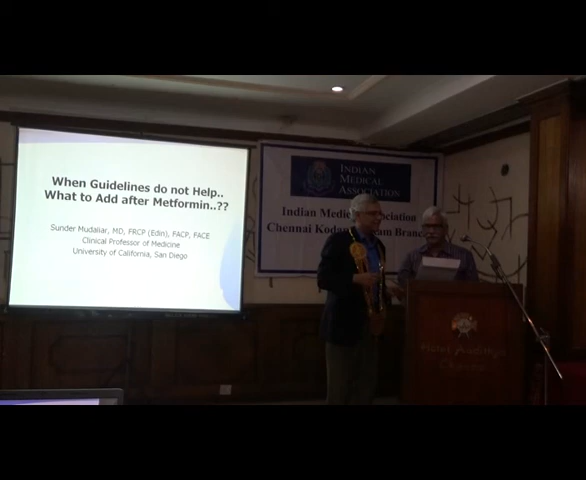 When Guidelines do not Help..
What to Add after Metformin..??
Sunder Mudaliar, MD, FRCP (Edin), FACP, FACE
Clinical Professor of Medicine
University of California, San Diego
INDIAN
MEDICAL
ASSOCIATION
Indian Medical Association
Chennai Branch
Hotel